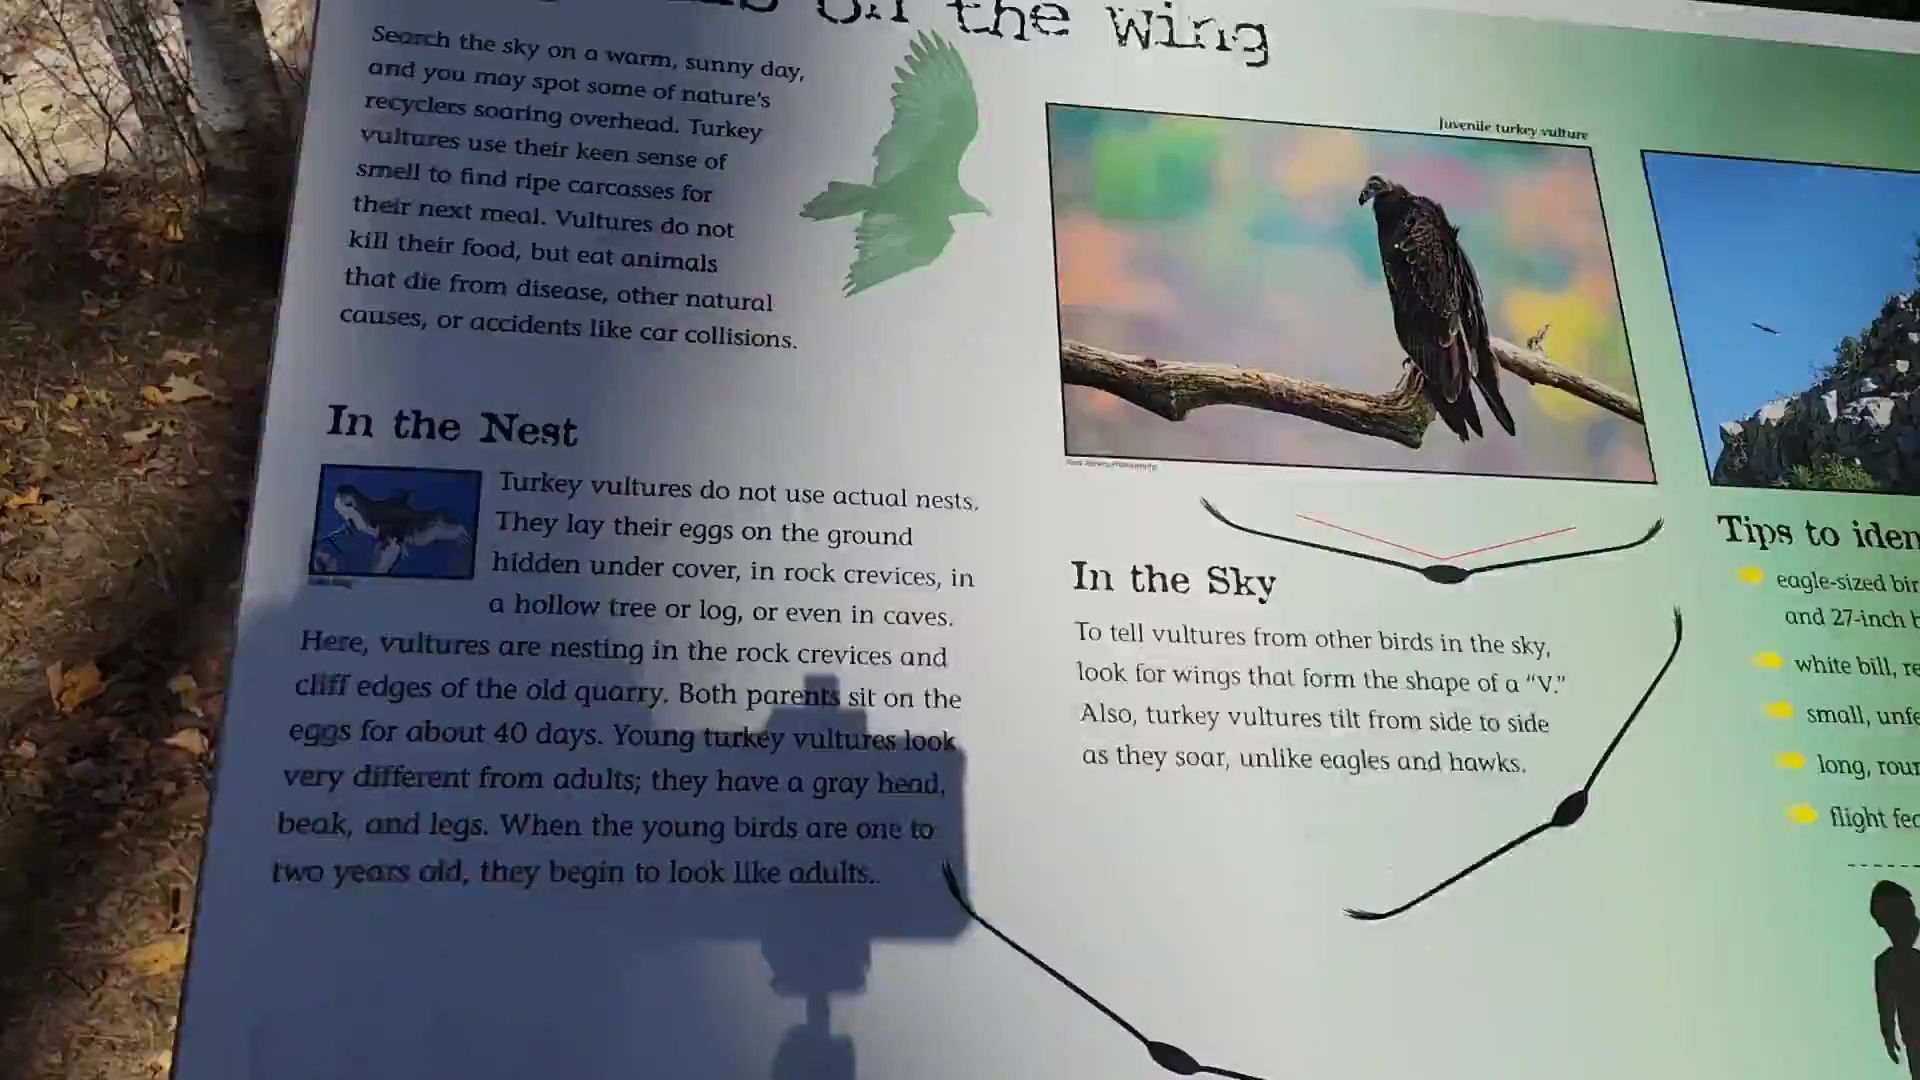 on the wing
Search the sky on a warm, sunny day,
and you may spot some of nature's
recyclers soaring overhead. Turkey
vultures use their keen sense of
smell to find ripe carcasses for
their next meal. Vultures do not
kill their food, but eat animals
that die from disease, other natural
causes, or accidents like car collisions.
In the Nest
Turkey vultures do not use actual nests.
They lay their eggs on the ground
hidden under cover, in rock crevices, in
a hollow tree or log, or even in caves.
Here, vultures are nesting in the rock crevices and
cliff edges of the old quarry. Both parents sit on the
eggs for about 40 days. Young turkey vultures look
very different from adults; they have a gray head,
beak, and legs. When the young birds are one to
two years old, they begin to look like adults..
Juvenile turkey vulture
In the Sky
To tell vultures from other birds in the sky,
look for wings that form the shape of a "V."
Also, turkey vultures tilt from side to side
as they soar, unlike eagles and hawks.
Tips to iden
eagle-sized bir
and 27-inch b
white bill, re
small, unfe
long, roun
flight fea